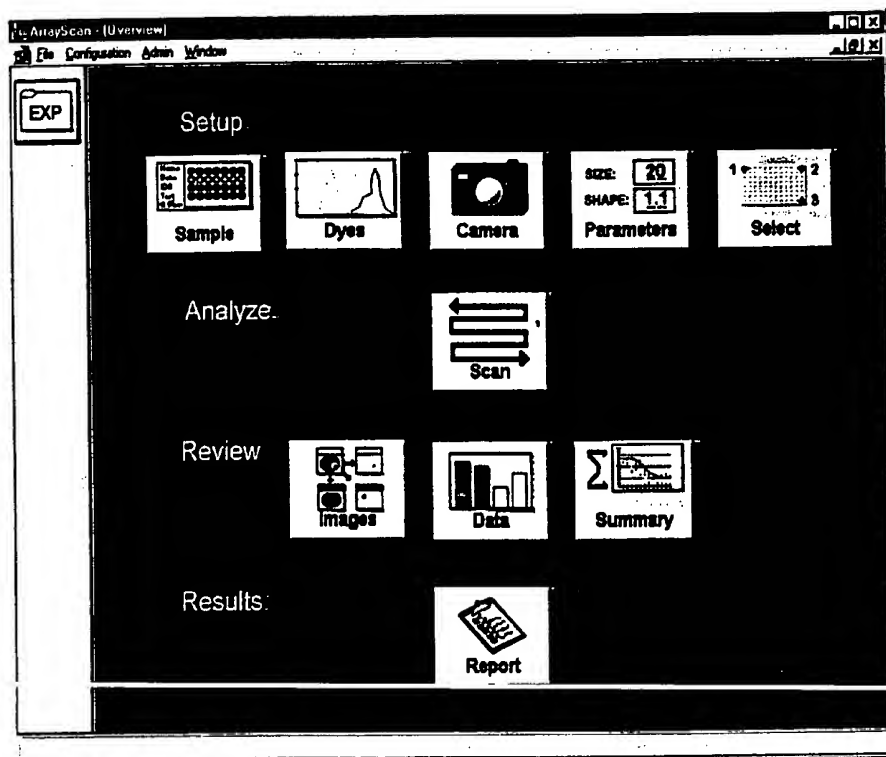 ArrayScan - [Overview]
File Configuration Admin Window
EXP
Setup
Sample
Dyes
Camera
SIZE: 20
SHAPE: 1.1
Parameters
1 2
3
Select
Analyze
Scan
Review
Images
Data
Σ
Summary
Results:
Report